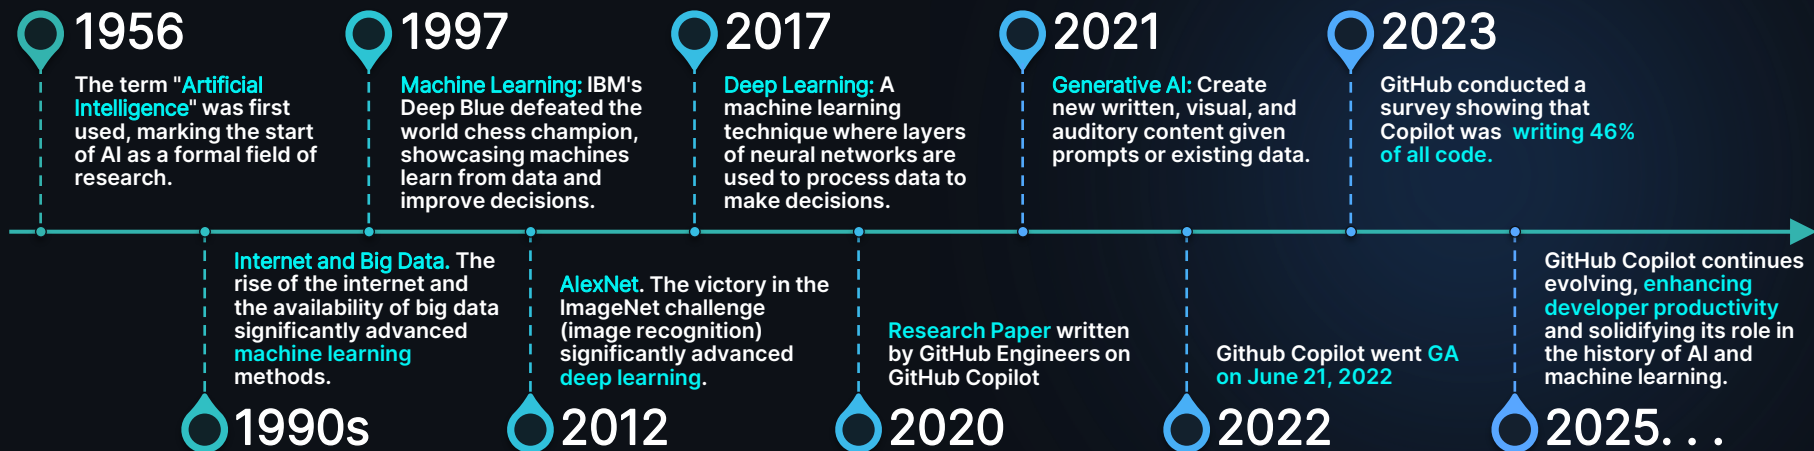 1956
The term "Artificial
Intelligence" was first
used, marking the start
of AI as a formal field of
research.
1997
Machine Learning: IBM's
Deep Blue defeated the
world chess champion,
showcasing machines
learn from data and
improve decisions.
2017
Deep Learning: A
machine learning
technique where layers
of neural networks are
used to process data to
make decisions.
2021
Generative AI: Create
new written, visual, and
auditory content given
prompts or existing data.
2023
GitHub conducted a
survey showing that
Copilot was writing 46%
of all code.
Internet and Big Data. The
rise of the internet and
the availability of big data
significantly advanced
machine learning
methods.
1990s
AlexNet. The victory in the
ImageNet challenge
(image recognition)
significantly advanced
deep learning.
2012
Research Paper written
by GitHub Engineers on
GitHub Copilot
2020
Github Copilot went GA
on June 21, 2022
2022
GitHub Copilot continues
evolving, enhancing
developer productivity
and solidifying its role in
the history of AI and
machine learning.
2025. . .